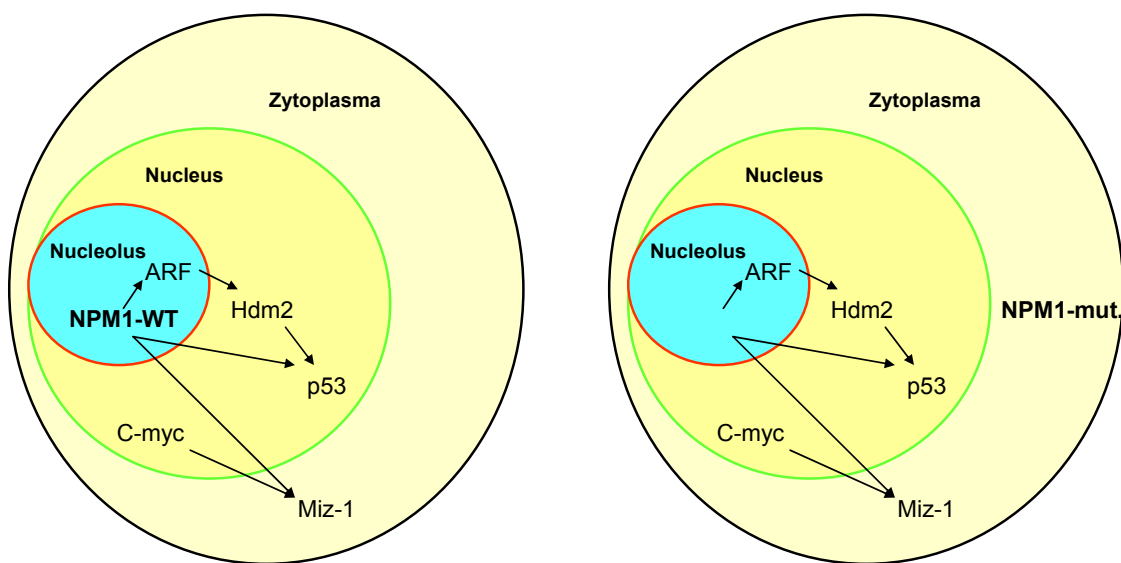 Zytoplasma
Nucleus
Nucleolus
ARF
Hdm2
NPM1-WT
p53
C-myc
Miz-1
Zytoplasma
Nucleus
Nucleolus
ARF
Hdm2
NPM1-mut.
p53
C-myc
Miz-1